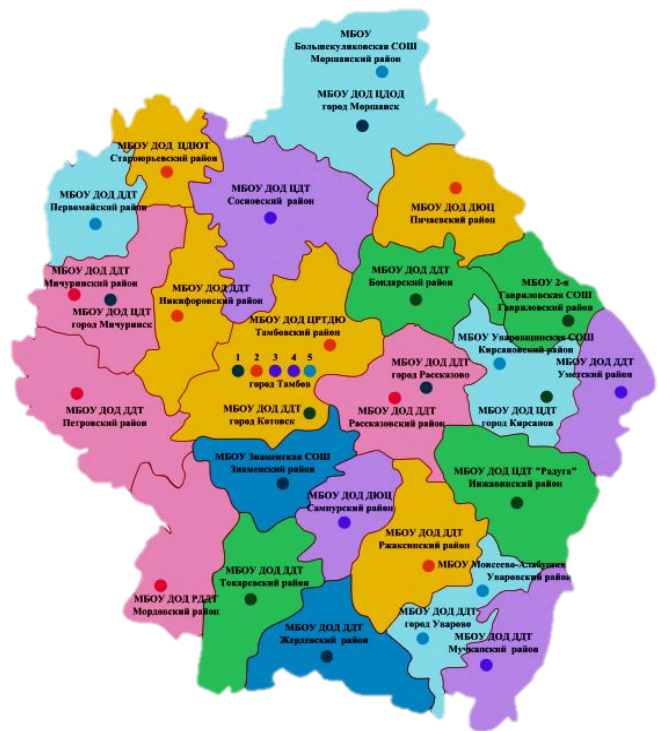 МБОУ
Большекуликовская СОШ
Моршанский район
МБОУ ДОД ЦДОД
город Моршанск
МБОУ ДОД ЦДЮТ
Староюрьевский район
МБОУ ДОД ЦДТ
Сосновский район
МБОУ ДОД ДДТ
Первомайский район
МБОУ ДОД ДЮЦ
Пичаевский район
МБОУ ДОД ДДТ
Мичуринский район
МБОУ ДОД ЦДТ
город Мичуринск
МБОУ ДОД ДДТ
Никифоровский район
МБОУ ДОД ДДТ
Бондарский район
МБОУ 2-я
Гавриловская СОШ
Гавриловский район
МБОУ ДОД ЦРТДЮ
Тамбовский район
1 2 3 4 5
город Тамбов
МБОУ Уваровщинская СОШ
Кирсановский район
МБОУ ДОД ДДТ
город Рассказово
МБОУ ДОД ДДТ
Уметский район
МБОУ ДОД ДДТ
Петровский район
МБОУ ДОД ДДТ
город Котовск
МБОУ ДОД ДДТ
Рассказовский район
МБОУ ДОД ЦДТ
город Кирсанов
МБОУ Знаменская СОШ
Знаменский район
МБОУ ДОД ЦДТ "Радуга"
Инжавинский район
МБОУ ДОД ДЮЦ
Сампурский район
МБОУ ДОД ДДТ
Ржаксинский район
МБОУ Моисеево-Алабушка
Уваровский район
МБОУ ДОД ДДТ
Токаревский район
МБОУ ДОД РДДТ
Мордовский район
МБОУ ДОД ДДТ
город Уварово
МБОУ ДОД ДДТ
Жердевский район
МБОУ ДОД ДДТ
Мучкапский район